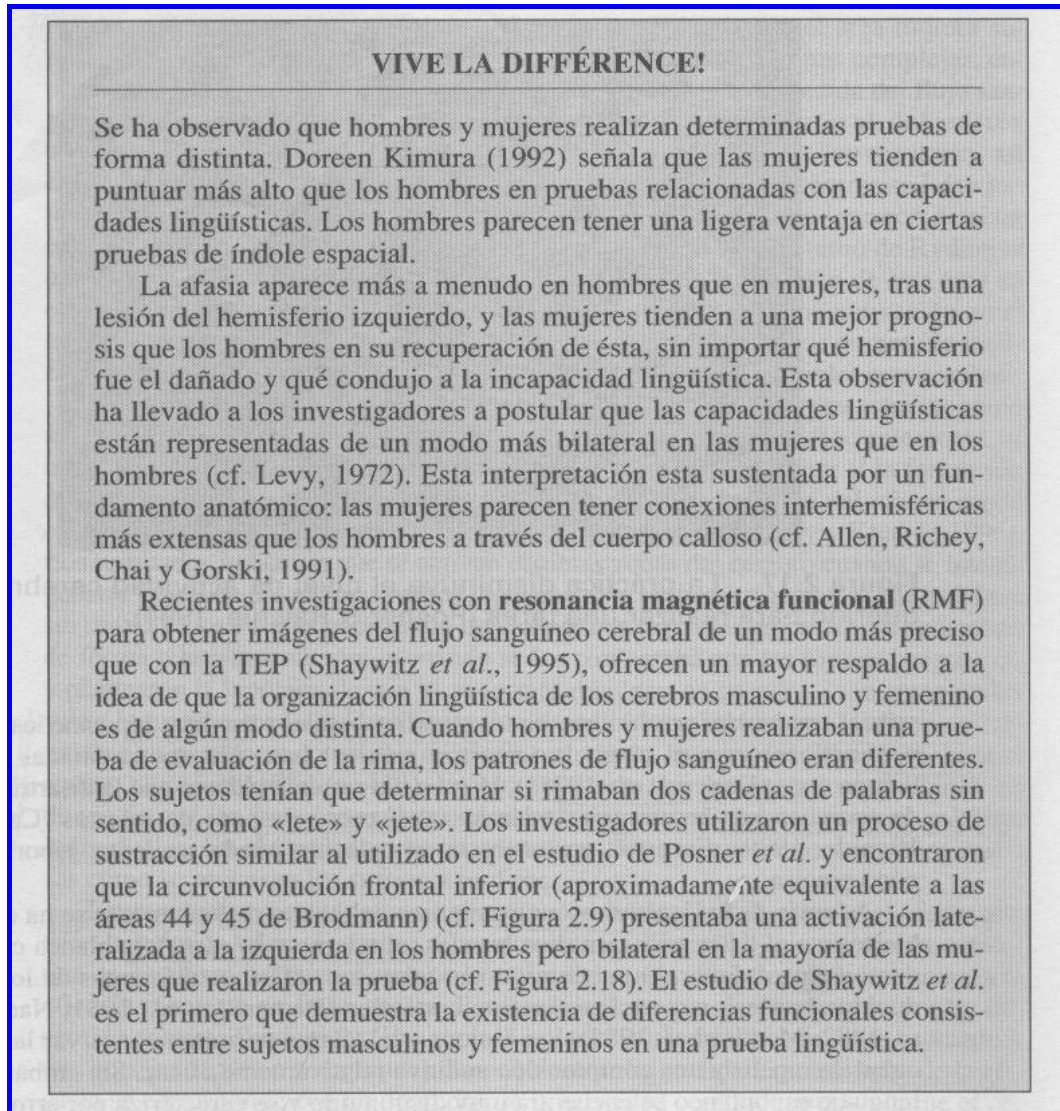 VIVE LA DIFFÉRENCE!
Se ha observado que hombres y mujeres realizan determinadas pruebas de
forma distinta. Doreen Kimura (1992) señala que las mujeres tienden a
puntuar más alto que los hombres en pruebas relacionadas con las capaci-
dades lingüísticas. Los hombres parecen tener una ligera ventaja en ciertas
pruebas de índole espacial.
La afasia aparece más a menudo en hombres que en mujeres, tras una
lesión del hemisferio izquierdo, y las mujeres tienden a una mejor progno-
sis que los hombres en su recuperación de ésta, sin importar qué hemisferio
fue el dañado y qué condujo a la incapacidad lingüística. Esta observación
ha llevado a los investigadores a postular que las capacidades lingüísticas
están representadas de un modo más bilateral en las mujeres que en los
hombres (cf. Levy, 1972). Esta interpretación esta sustentada por un fun-
damento anatómico: las mujeres parecen tener conexiones interhemisféricas
más extensas que los hombres a través del cuerpo calloso (cf. Allen, Richey,
Chai y Gorski, 1991).
Recientes investigaciones con resonancia magnética funcional (RMF)
para obtener imágenes del flujo sanguíneo cerebral de un modo más preciso
que con la TEP (Shaywitz et al., 1995), ofrecen un mayor respaldo a la
idea de que la organización lingüística de los cerebros masculino y femenino
es de algún modo distinta. Cuando hombres y mujeres realizaban una prue-
ba de evaluación de la rima, los patrones de flujo sanguíneo eran diferentes.
Los sujetos tenían que determinar si rimaban dos cadenas de palabras sin
sentido, como «lete» y «jete». Los investigadores utilizaron un proceso de
sustracción similar al utilizado en el estudio de Posner et al. y encontraron
que la circunvolución frontal inferior (aproximadamente equivalente a las
áreas 44 y 45 de Brodmann) (cf. Figura 2.9) presentaba una activación late-
ralizada a la izquierda en los hombres pero bilateral en la mayoría de las mu-
jeres que realizaron la prueba (cf. Figura 2.18). El estudio de Shaywitz et al.
es el primero que demuestra la existencia de diferencias funcionales consis-
tentes entre sujetos masculinos y femeninos en una prueba lingüística.